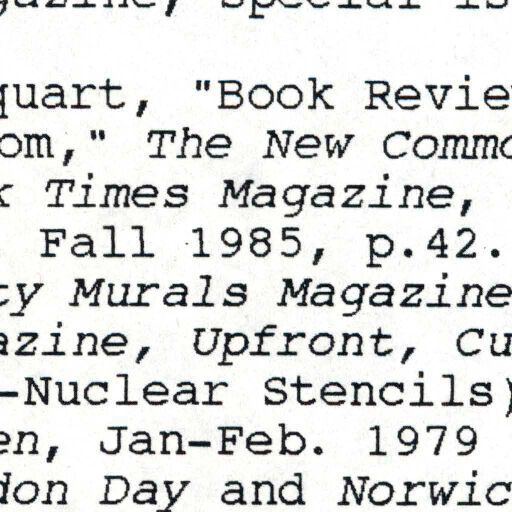 gazine, special is
quart, "Book Revie
om," The New Commo
k Times Magazine,
Fall 1985, p.42.
ty Murals Magazine
azine, Upfront, Cu
-Nuclear Stencils)
en, Jan-Feb. 1979
don Day and Norwic